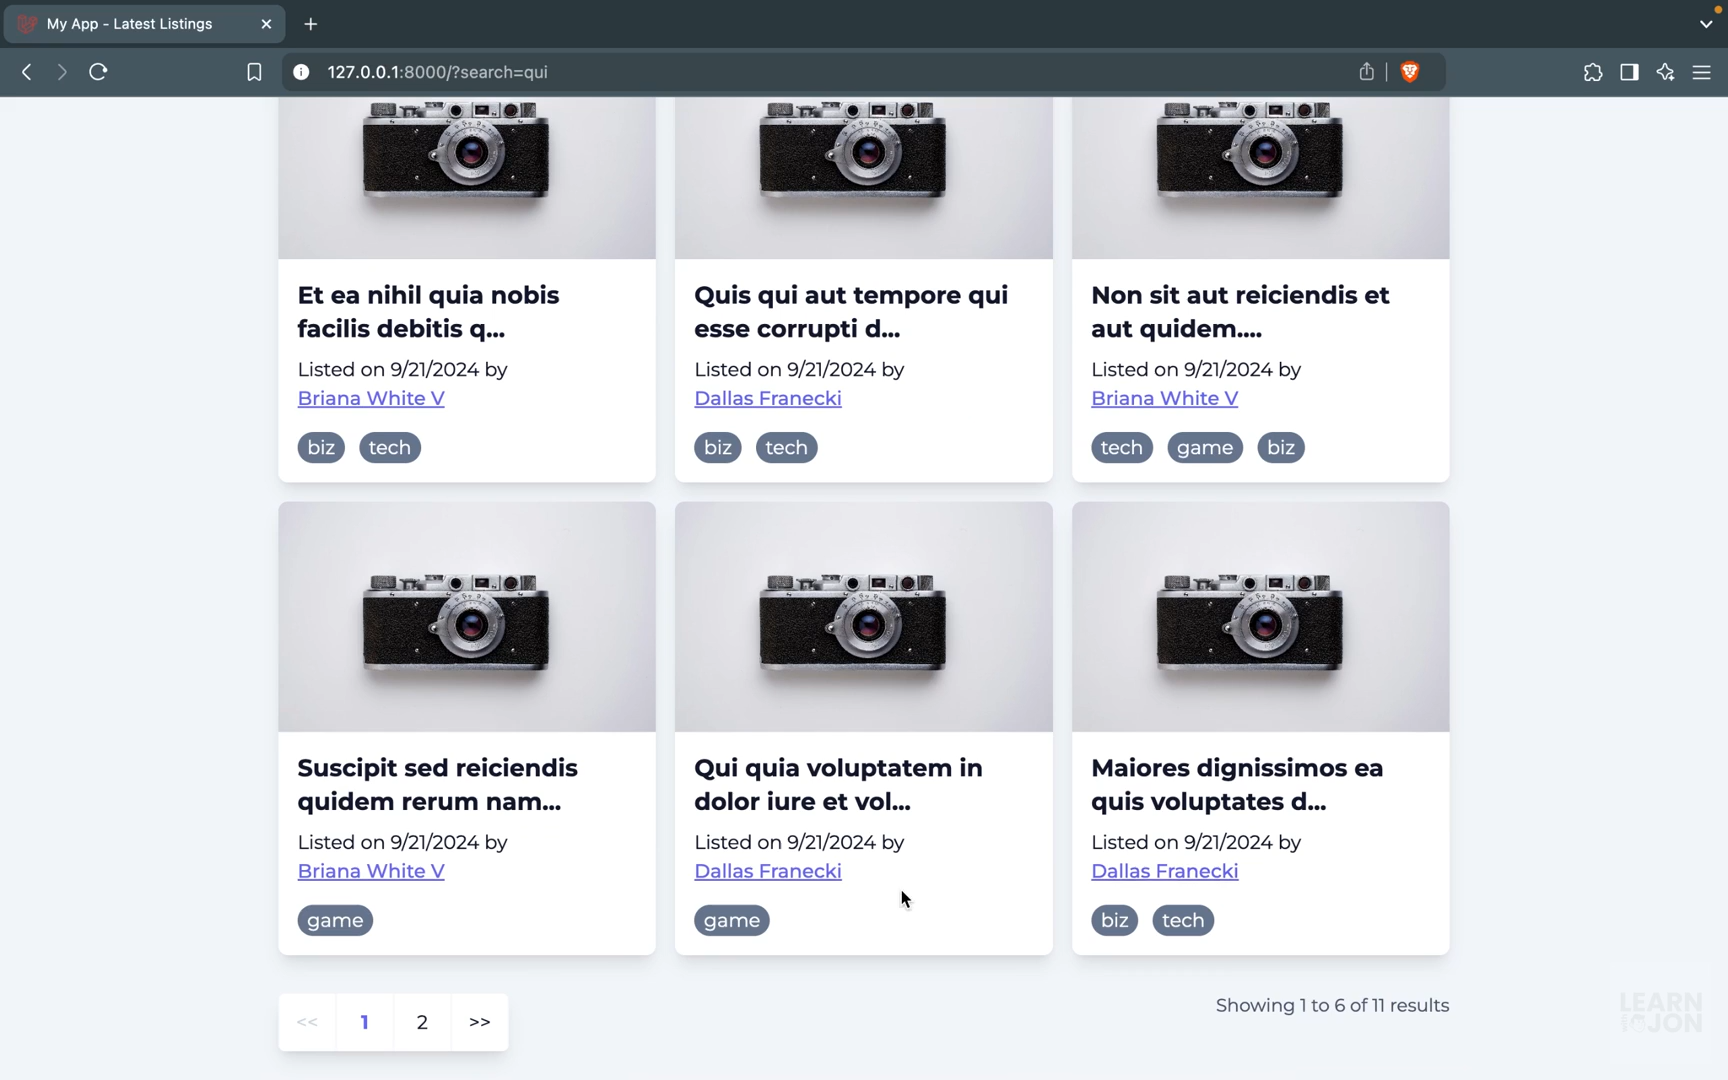 My App - Latest Listings
127.0.0.1:8000/?search=qui
Et ea nihil quia nobis
facilis debitis q...
Listed on 9/21/2024 by
Briana White V
biz tech
Quis qui aut tempore qui
esse corrupti d...
Listed on 9/21/2024 by
Dallas Franecki
biz tech
Non sit aut reiciendis et
aut quidem....
Listed on 9/21/2024 by
Briana White V
tech game biz
Suscipit sed reiciendis
quidem rerum nam...
Listed on 9/21/2024 by
Briana White V
game
Qui quia voluptatem in
dolor iure et vol...
Listed on 9/21/2024 by
Dallas Franecki
game
Maiores dignissimos ea
quis voluptates d...
Listed on 9/21/2024 by
Dallas Franecki
biz tech
<< 1 2 >>
Showing 1 to 6 of 11 results
LEARN
JON